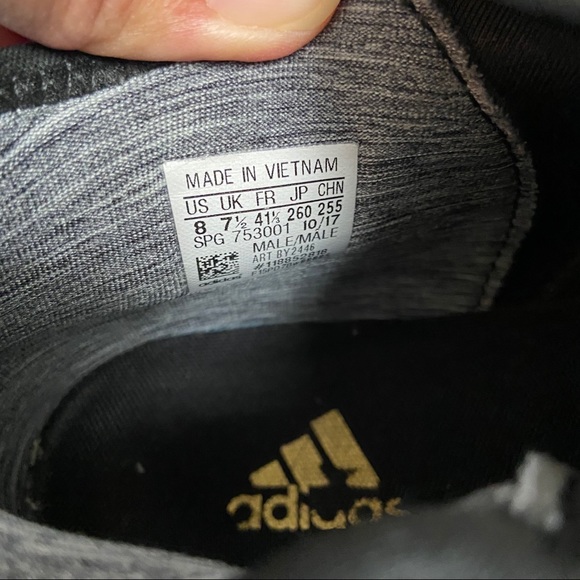 MADE IN VIETNAM
US UK FR JP CHN
8 7½ 41⅓ 260 255
SPG 753001 10/17
MALE/MALE
ART BY2446
adidas
adidas